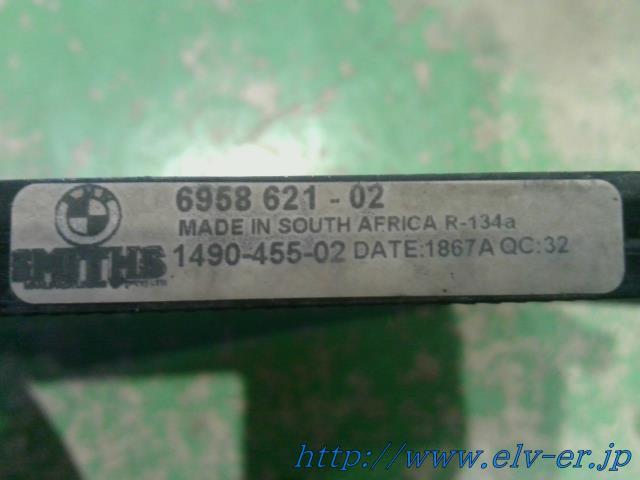 6958 621 - 02
MADE IN SOUTH AFRICA R-134a
SMITHS
1490-455-02 DATE:1867A QC:32
http://www.elv-er.jp